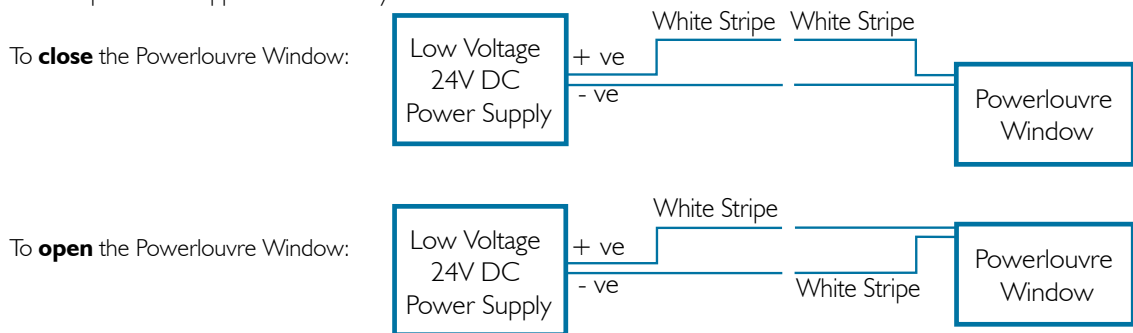 White Stripe White Stripe
To close the Powerlouvre Window:
Low Voltage
24V DC
Power Supply
+ ve
- ve
Powerlouvre
Window
White Stripe
To open the Powerlouvre Window:
Low Voltage
24V DC
Power Supply
+ ve
- ve
White Stripe
Powerlouvre
Window